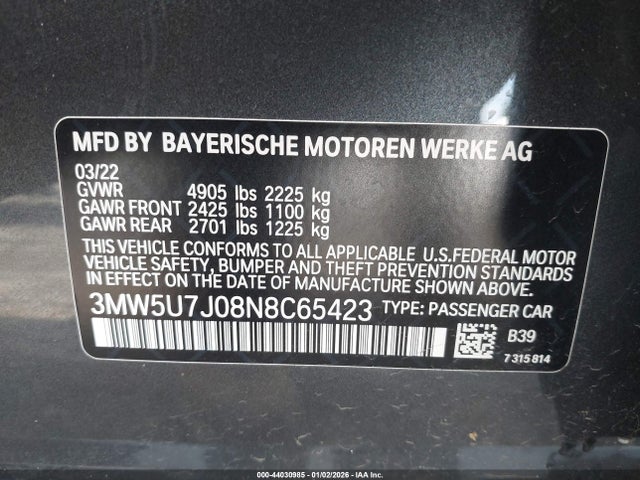 MFD BY BAYERISCHE MOTOREN WERKE AG
03/22
GVWR 4905 lbs 2225 kg
GAWR FRONT 2425 lbs 1100 kg
GAWR REAR 2701 lbs 1225 kg
THIS VEHICLE CONFORMS TO ALL APPLICABLE U.S.FEDERAL MOTOR
VEHICLE SAFETY, BUMPER, AND THEFT PREVENTION STANDARDS
IN EFFECT ON THE DATE OF MANUFACTURE SHOWN ABOVE.
3MW5U7J08N8C65423 TYPE: PASSENGER CAR
B39
7 315 814
000-44030985 - 01/02/2026 - IAA Inc.